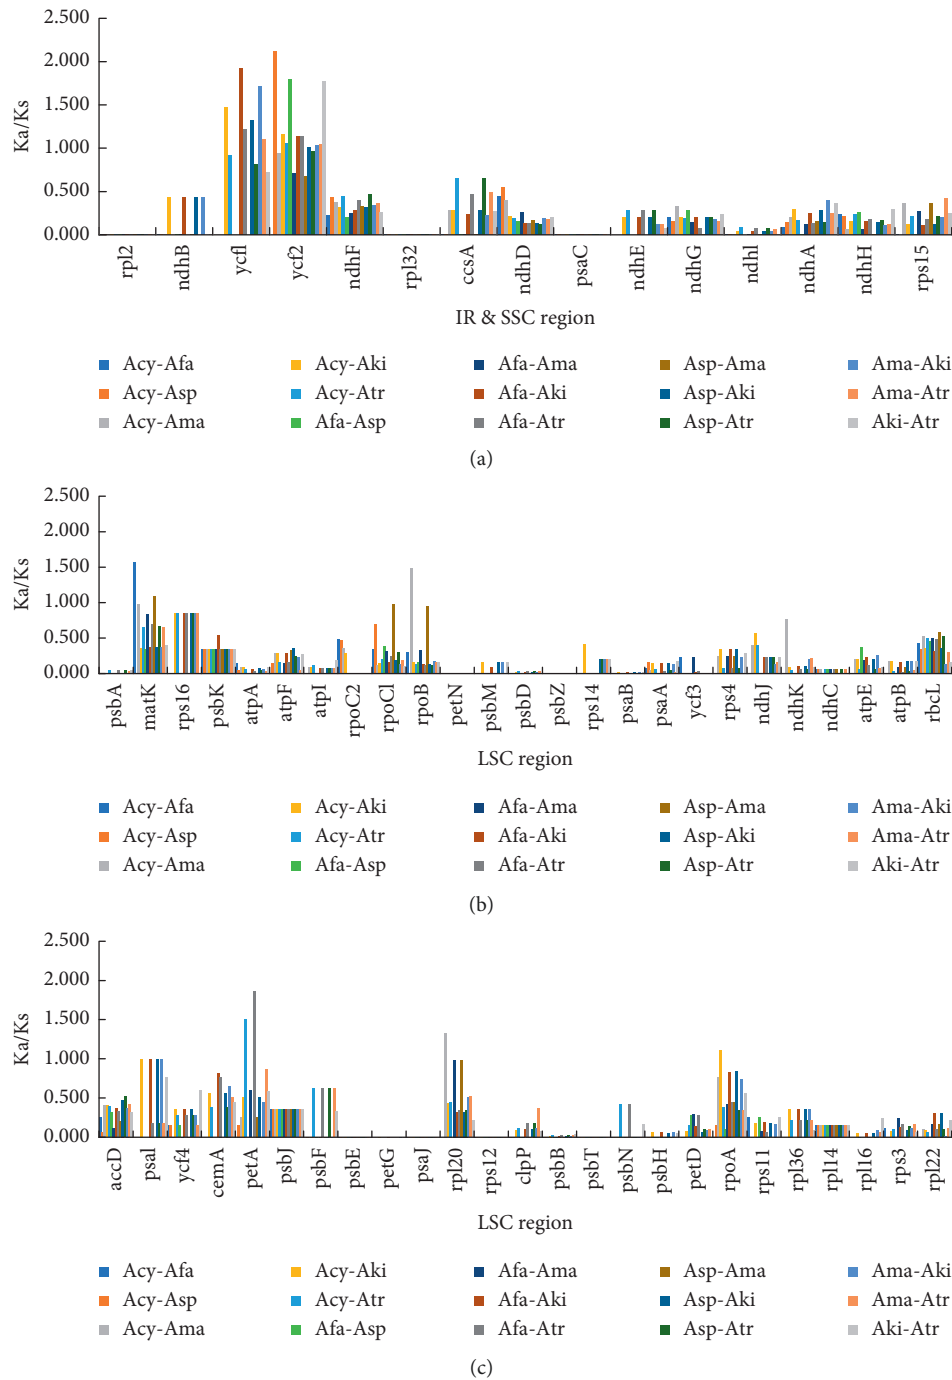 2.500
2.000
1.500
1.000
0.500
0.000
Ka/Ks
rpl2 ndhB ycfl ycf2 ndhF rpl32 ccsA ndhD psaC ndhE ndhG ndhl ndhA ndhH rps15
IR & SSC region
Acy-Afa Acy-Aki Afa-Ama Asp-Ama Ama-Aki
Acy-Asp Acy-Atr Afa-Aki Asp-Aki Ama-Atr
Acy-Ama Afa-Asp Afa-Atr Asp-Atr Aki-Atr
(a)
2.500
2.000
1.500
1.000
0.500
0.000
Ka/Ks
psbA matK rps16 psbK atpA atpF atpI rpoC2 rpoCl rpoB petN psbM psbD psbZ rps14 psaB psaA ycf3 rps4 ndhJ ndhK ndhC atpE atpB rbcL
LSC region
Acy-Afa Acy-Aki Afa-Ama Asp-Ama Ama-Aki
Acy-Asp Acy-Atr Afa-Aki Asp-Aki Ama-Atr
Acy-Ama Afa-Asp Afa-Atr Asp-Atr Aki-Atr
(b)
2.500
2.000
1.500
1.000
0.500
0.000
Ka/Ks
accD psal ycf4 cemA petA psbJ psbF psbE petG psaJ rpl20 rps12 clpP psbB psbT psbN psbH petD rpoA rps11 rpl36 rpl14 rpl16 rps3 rpl22
LSC region
Acy-Afa Acy-Aki Afa-Ama Asp-Ama Ama-Aki
Acy-Asp Acy-Atr Afa-Aki Asp-Aki Ama-Atr
Acy-Ama Afa-Asp Afa-Atr Asp-Atr Aki-Atr
(c)